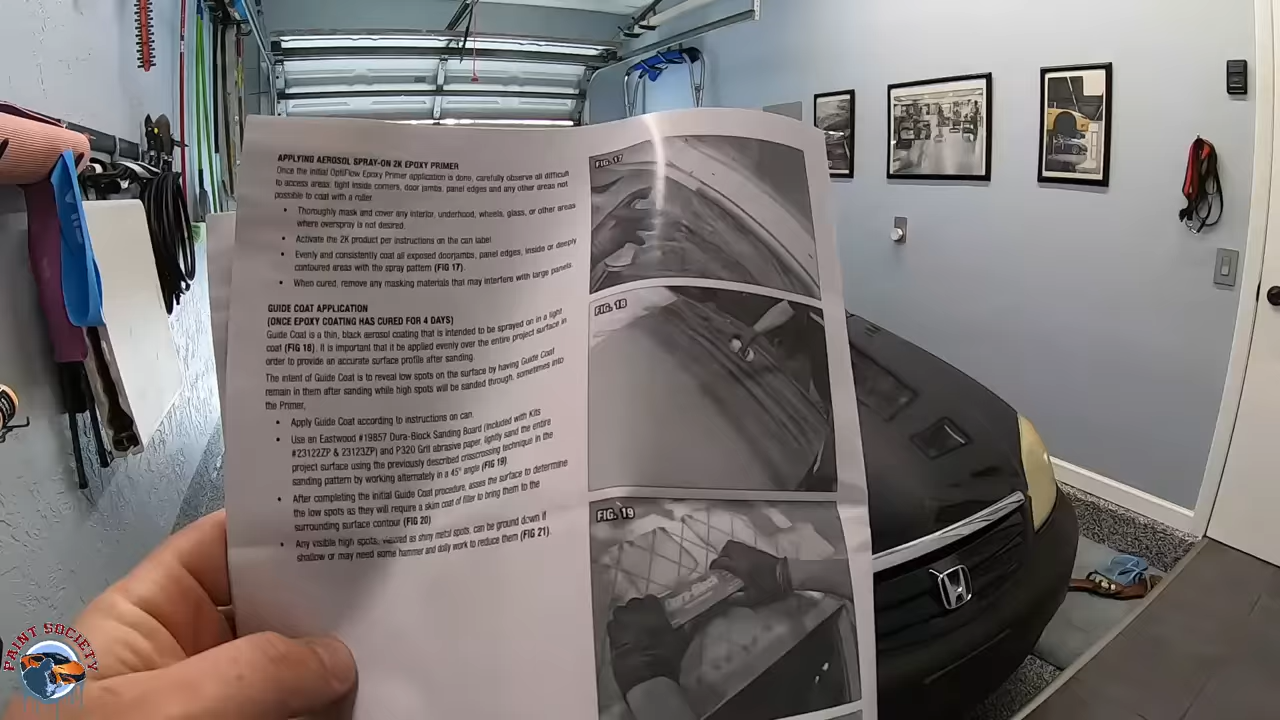 APPLYING AEROSOL SPRAY-ON 2K EPOXY PRIMER
Once the initial OptiFlow Epoxy Primer application is done, carefully observe all difficult
to access areas: tight inside corners, door jambs, panel edges and any other areas not
possible to coat with a roller
• Thoroughly mask and cover any interior, underhood, wheels, glass, or other areas
where overspray is not desired.
• Activate the 2K product per instructions on the can label
• Evenly and consistently coat all exposed doorjambs, panel edges, inside or deeply
contoured areas with the spray pattern (FIG 17).
• When cured, remove any masking materials that may interfere with large panels.
GUIDE COAT APPLICATION
(ONCE EPOXY COATING HAS CURED FOR 4 DAYS)
Guide Coat is a thin, black aerosol coating that is intended to be sprayed on in a light
coat (FIG 18). It is important that it be applied evenly over the entire project surface in
order to provide an accurate surface profile after sanding.
The intent of Guide Coat is to reveal low spots on the surface by having Guide Coat
remain in them after sanding while high spots will be sanded through, sometimes into
the Primer,
• Apply Guide Coat according to instructions on can.
• Use an Eastwood #19857 Dura-Block Sanding Board (included with Kits
#23122ZP & 23123ZP) and P320 Grit abrasive paper, lightly sand the entire
project surface using the previously described crisscrossing technique in the
sanding pattern by working alternately in a 45° angle (FIG 19).
• After completing the initial Guide Coat procedure, asses the surface to determine
the low spots as they will require a skin coat of filler to bring them to the
surrounding surface contour (FIG 20)
• Any visible high spots, viewed as shiny metal spots, can be ground down if
shallow or may need some hammer and dolly work to reduce them (FIG 21).
FIG. 17
FIG. 18
FIG. 19
PAINT SOCIETY